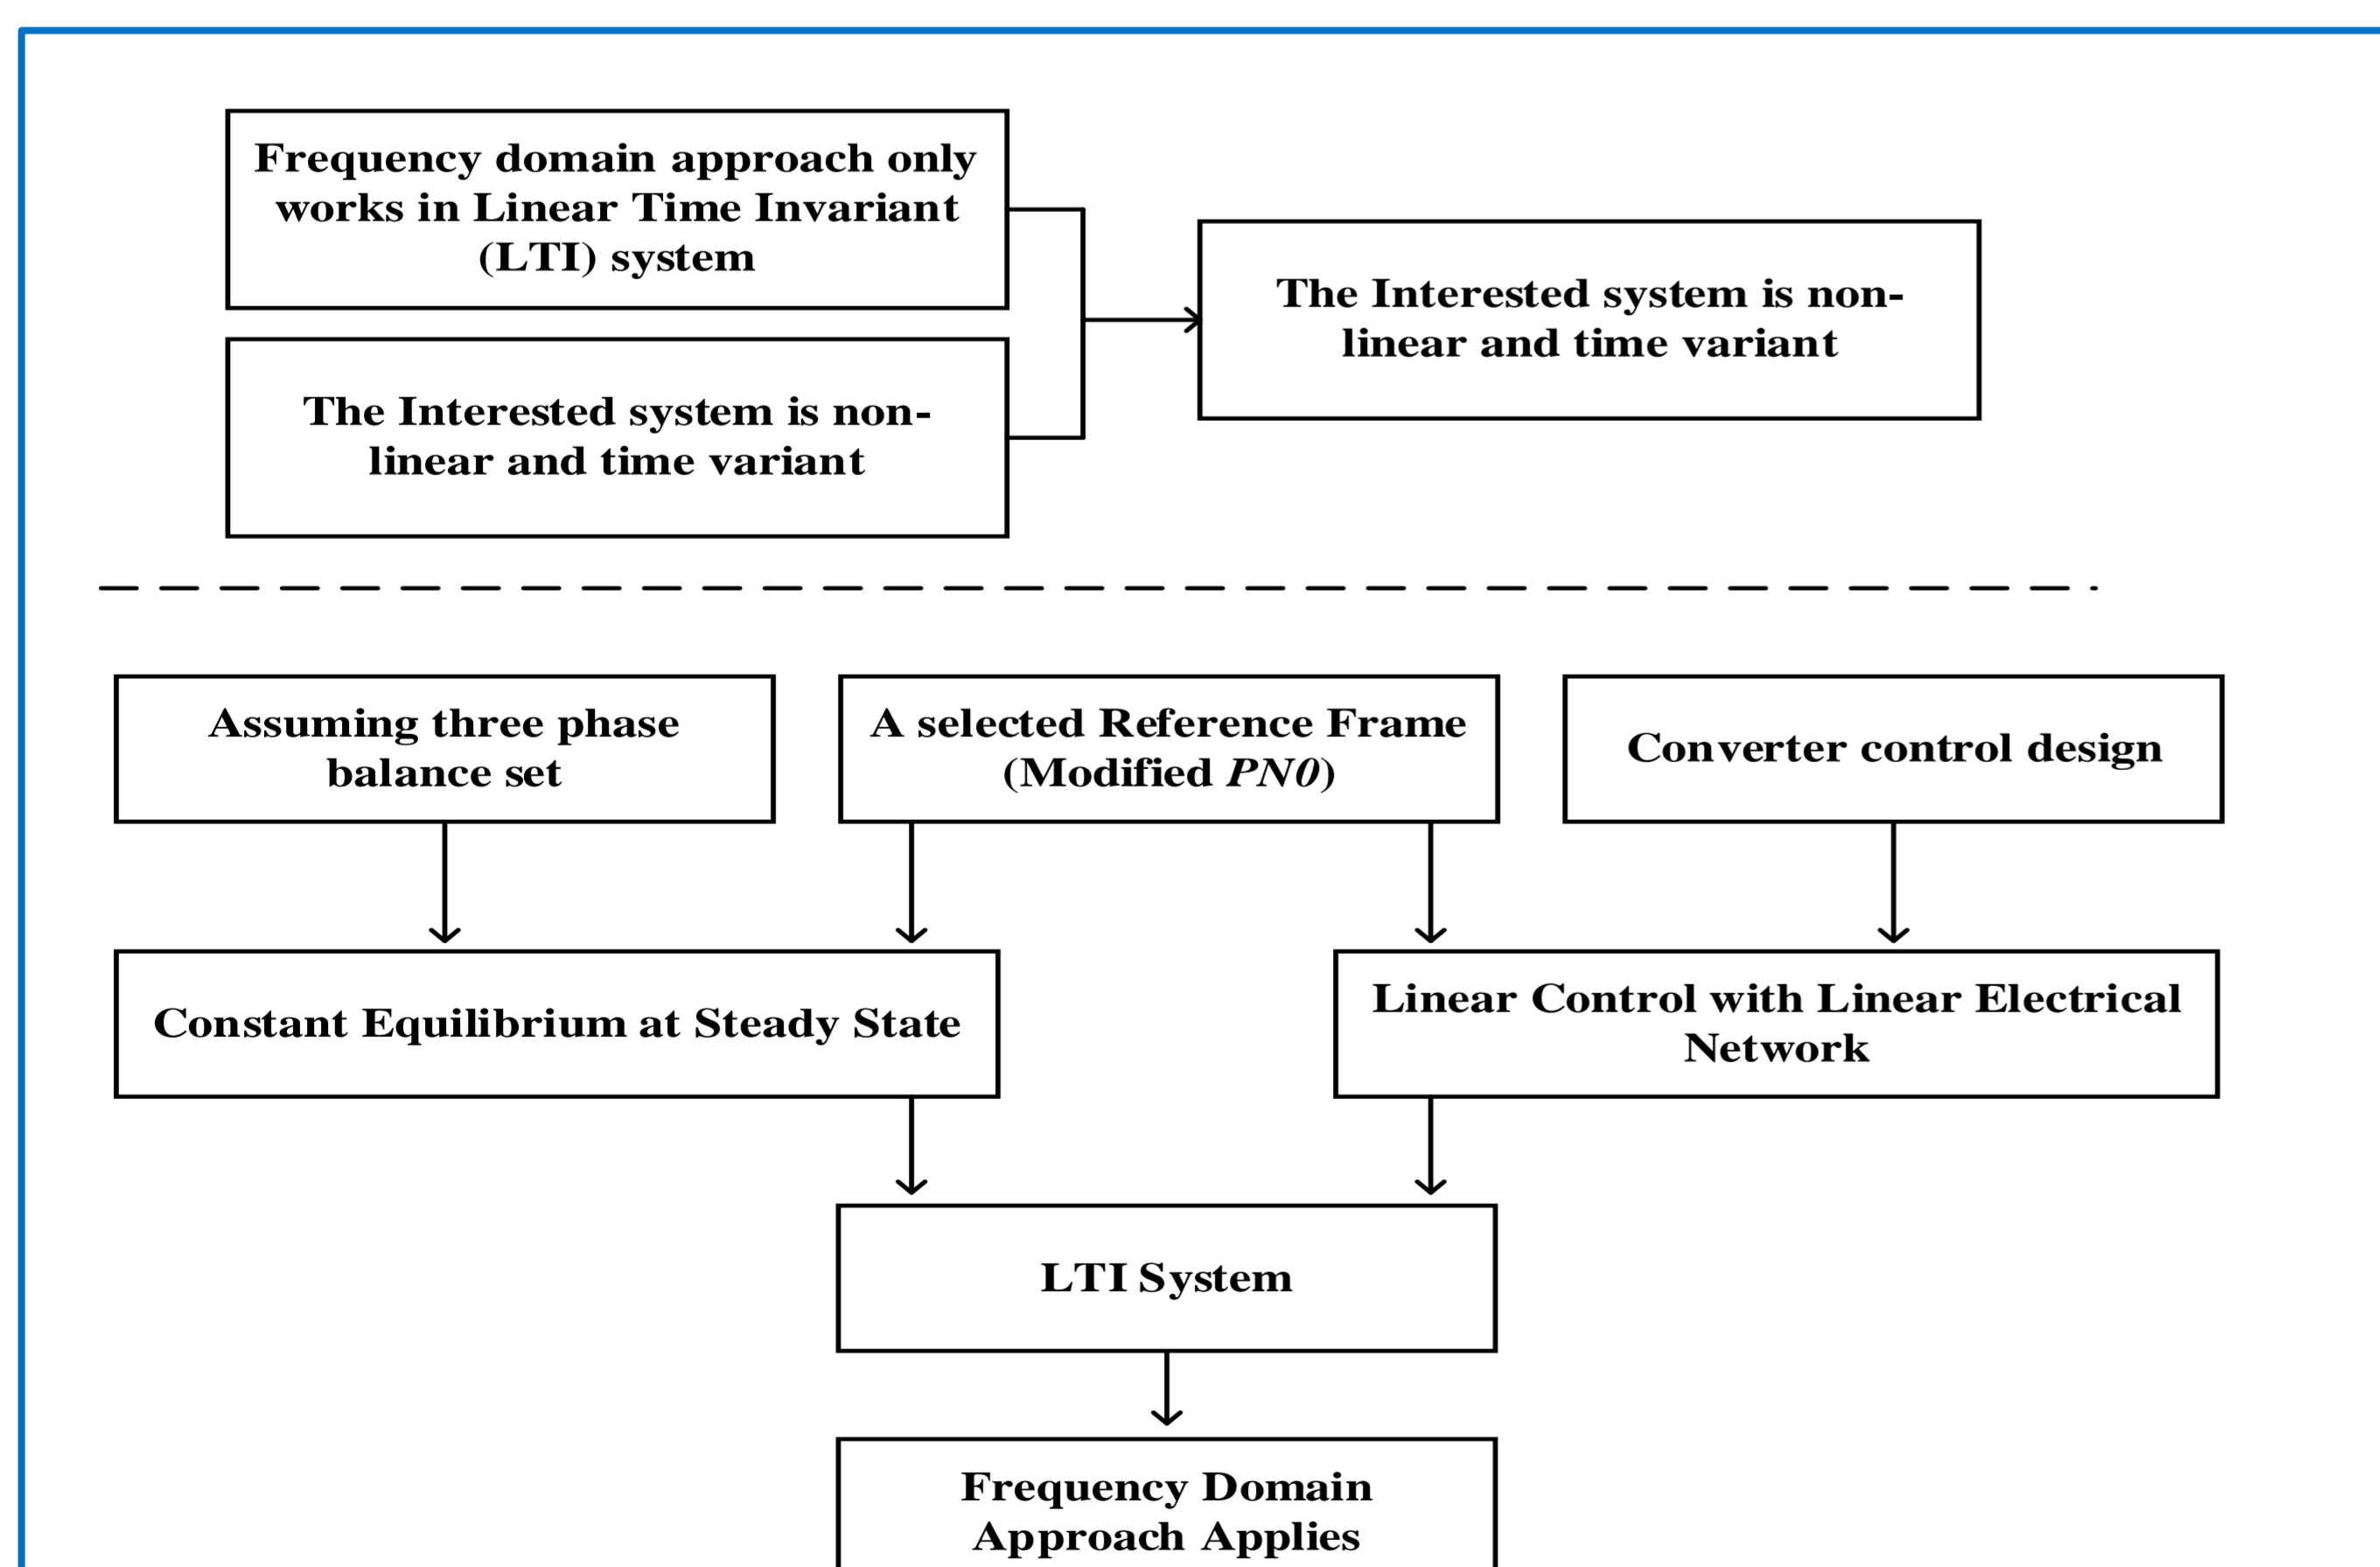 Frequency domain approach only
works in Linear Time Invariant
(LTI) system
The Interested system is non-
linear and time variant
The Interested system is non-
linear and time variant
Assuming three phase
balance set
A selected Reference Frame
(Modified PN0)
Converter control design
Constant Equilibrium at Steady State
Linear Control with Linear Electrical
Network
LTI System
Frequency Domain
Approach Applies